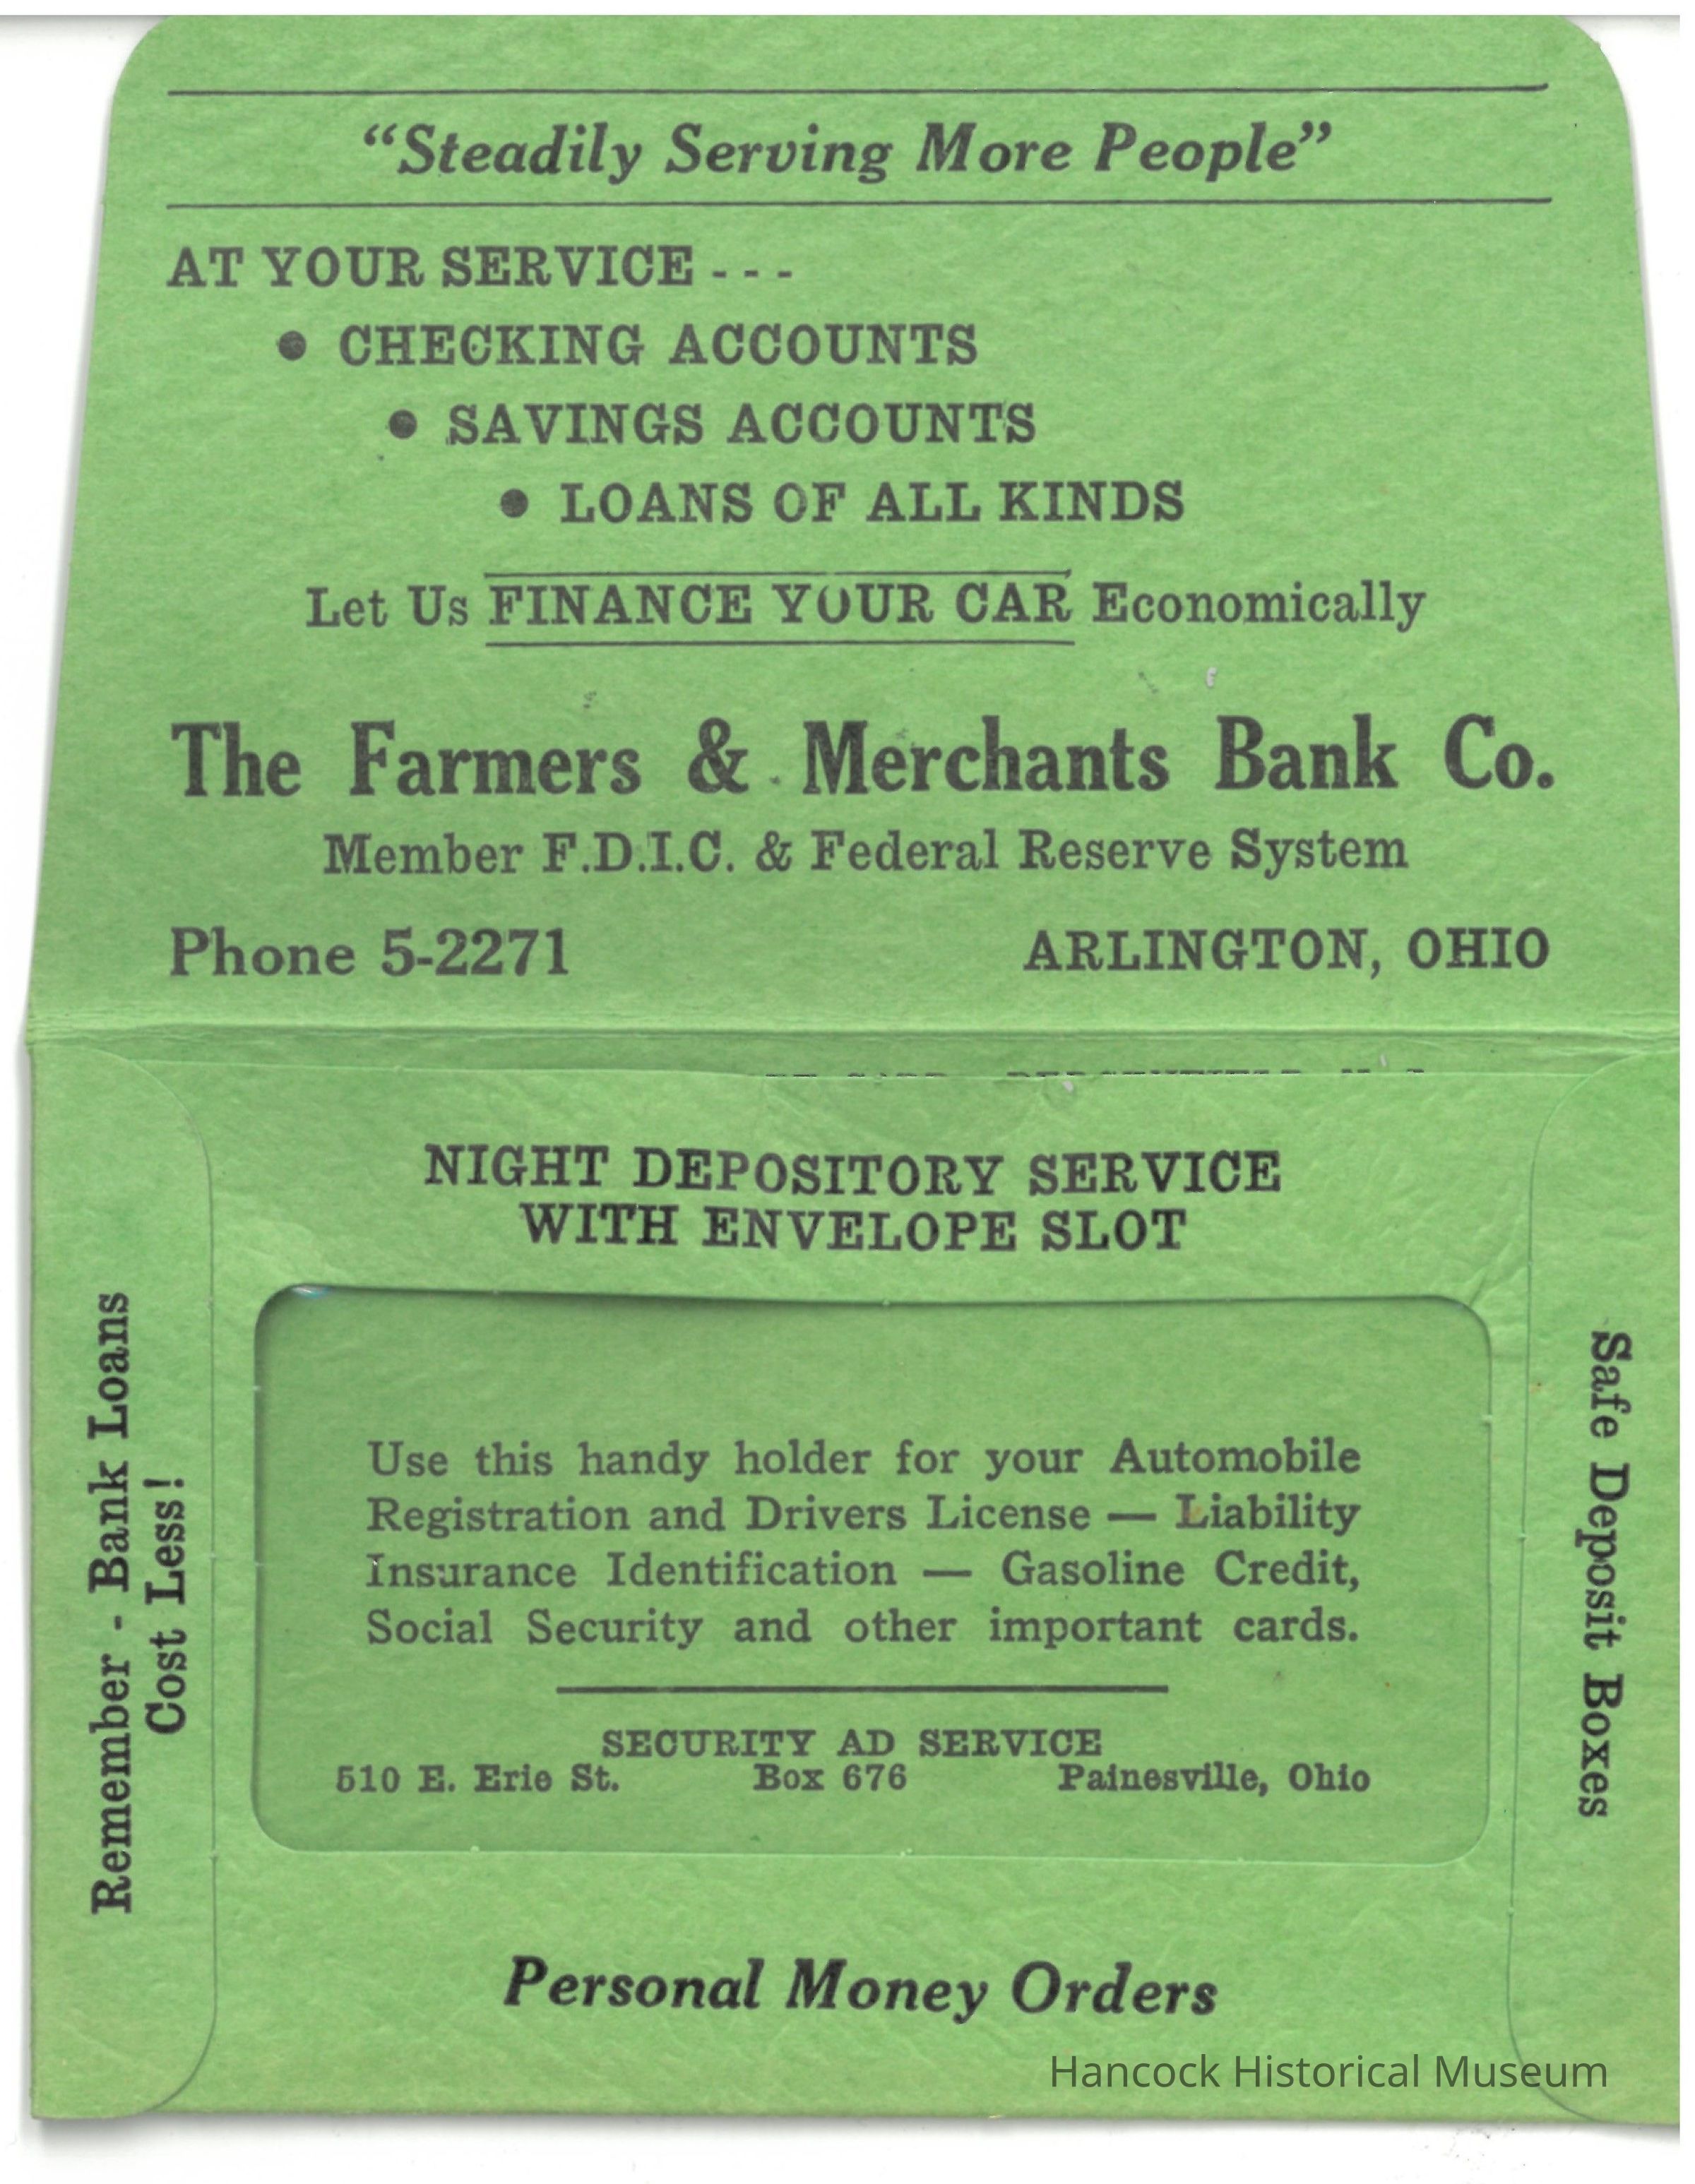 “Steadily Serving More People”
AT YOUR SERVICE - - -
● CHECKING ACCOUNTS
● SAVINGS ACCOUNTS
● LOANS OF ALL KINDS
Let Us FINANCE YOUR CAR Economically
The Farmers & Merchants Bank Co.
Member F.D.I.C. & Federal Reserve System
Phone 5-2271 ARLINGTON, OHIO
NIGHT DEPOSITORY SERVICE
WITH ENVELOPE SLOT
Remember - Bank Loans
Cost Less!
Use this handy holder for your Automobile
Registration and Drivers License — Liability
Insurance Identification — Gasoline Credit,
Social Security and other important cards.
SECURITY AD SERVICE
510 E. Erie St. Box 676 Painesville, Ohio
Safe Deposit Boxes
Personal Money Orders
Hancock Historical Museum